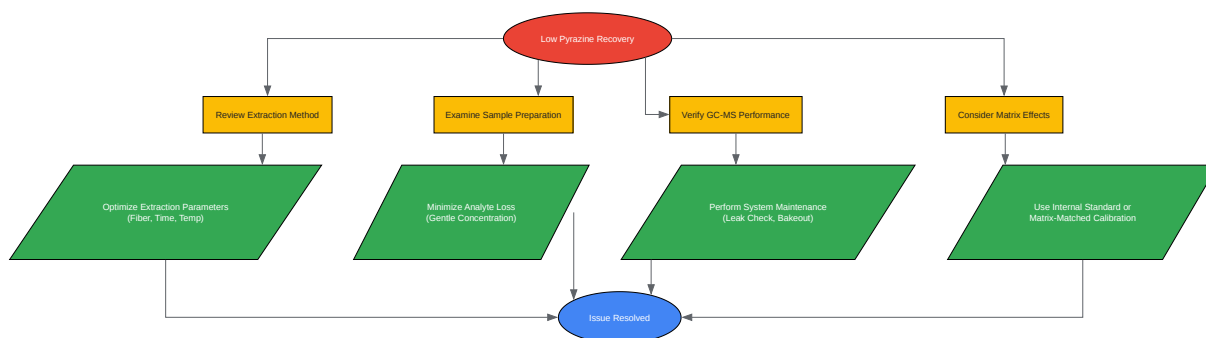 Low Pyrazine Recovery
Review Extraction Method
Examine Sample Preparation
Verify GC-MS Performance
Consider Matrix Effects
Optimize Extraction Parameters
(Fiber, Time, Temp)
Minimize Analyte Loss
(Gentle Concentration)
Perform System Maintenance
(Leak Check, Bakeout)
Use Internal Standard or
Matrix-Matched Calibration
Issue Resolved